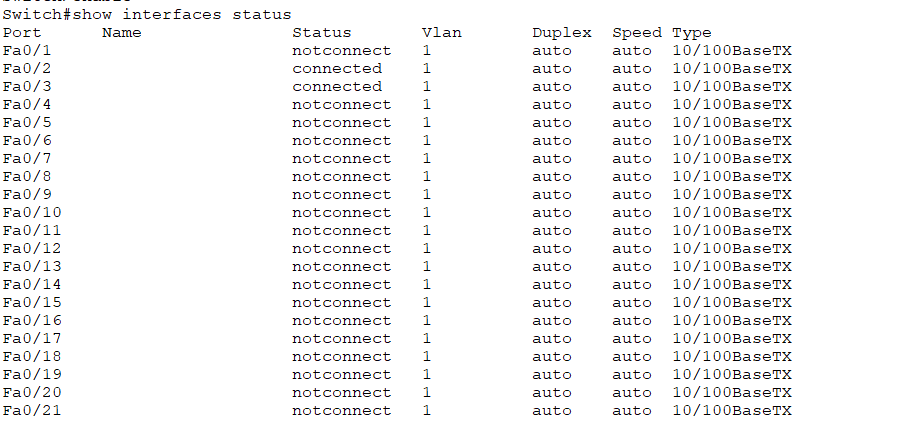 Switch#show interfaces status
Port Name Status Vlan Duplex Speed Type
Fa0/1 notconnect 1 auto auto 10/100BaseTX
Fa0/2 connected 1 auto auto 10/100BaseTX
Fa0/3 connected 1 auto auto 10/100BaseTX
Fa0/4 notconnect 1 auto auto 10/100BaseTX
Fa0/5 notconnect 1 auto auto 10/100BaseTX
Fa0/6 notconnect 1 auto auto 10/100BaseTX
Fa0/7 notconnect 1 auto auto 10/100BaseTX
Fa0/8 notconnect 1 auto auto 10/100BaseTX
Fa0/9 notconnect 1 auto auto 10/100BaseTX
Fa0/10 notconnect 1 auto auto 10/100BaseTX
Fa0/11 notconnect 1 auto auto 10/100BaseTX
Fa0/12 notconnect 1 auto auto 10/100BaseTX
Fa0/13 notconnect 1 auto auto 10/100BaseTX
Fa0/14 notconnect 1 auto auto 10/100BaseTX
Fa0/15 notconnect 1 auto auto 10/100BaseTX
Fa0/16 notconnect 1 auto auto 10/100BaseTX
Fa0/17 notconnect 1 auto auto 10/100BaseTX
Fa0/18 notconnect 1 auto auto 10/100BaseTX
Fa0/19 notconnect 1 auto auto 10/100BaseTX
Fa0/20 notconnect 1 auto auto 10/100BaseTX
Fa0/21 notconnect 1 auto auto 10/100BaseTX